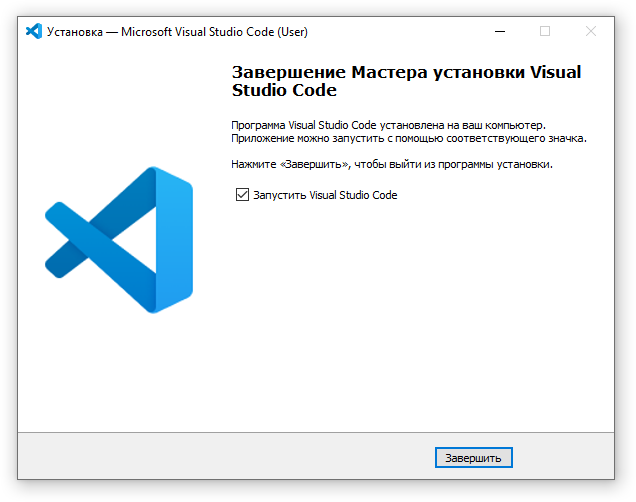 Установка — Microsoft Visual Studio Code (User)
Завершение Мастера установки Visual
Studio Code
Программа Visual Studio Code установлена на ваш компьютер.
Приложение можно запустить с помощью соответствующего значка.
Нажмите «Завершить», чтобы выйти из программы установки.
Запустить Visual Studio Code
Завершить